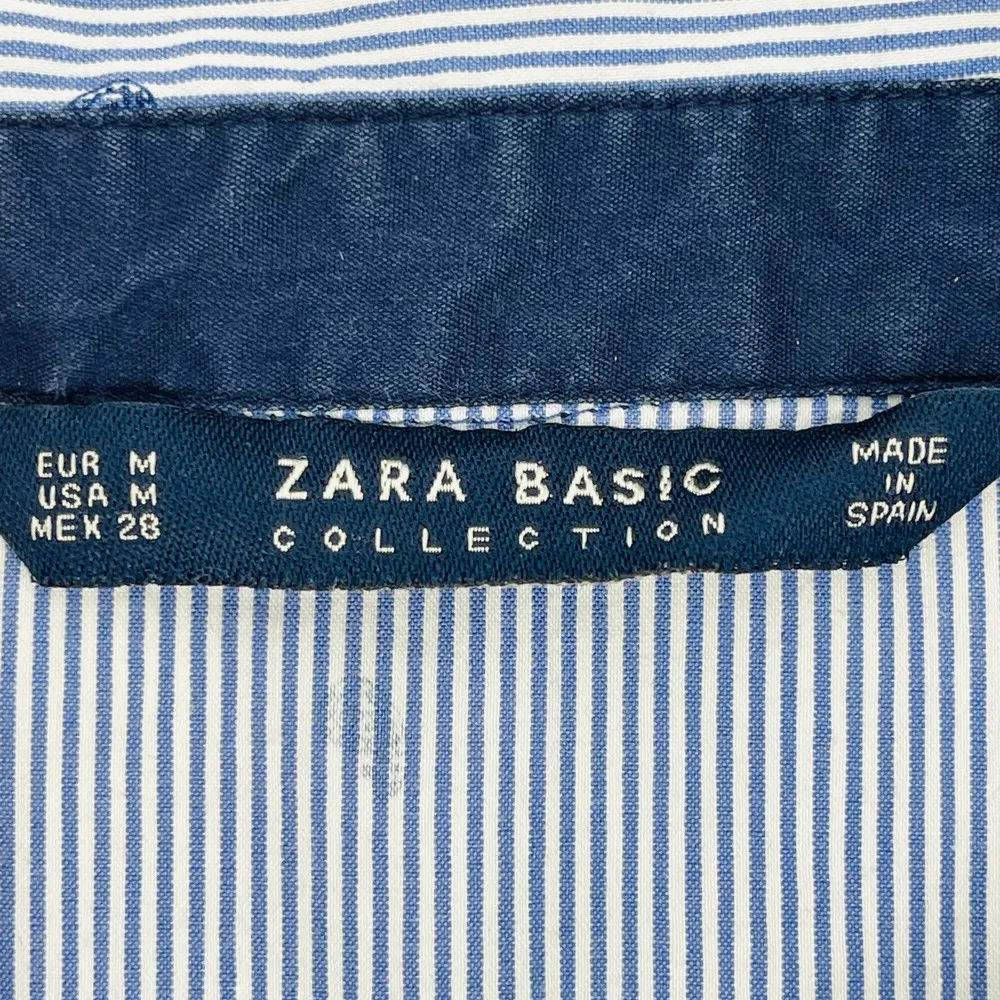 EUR M
USA M
MEX 28
ZARA BASIC
COLLECTION
MADE
IN
SPAIN